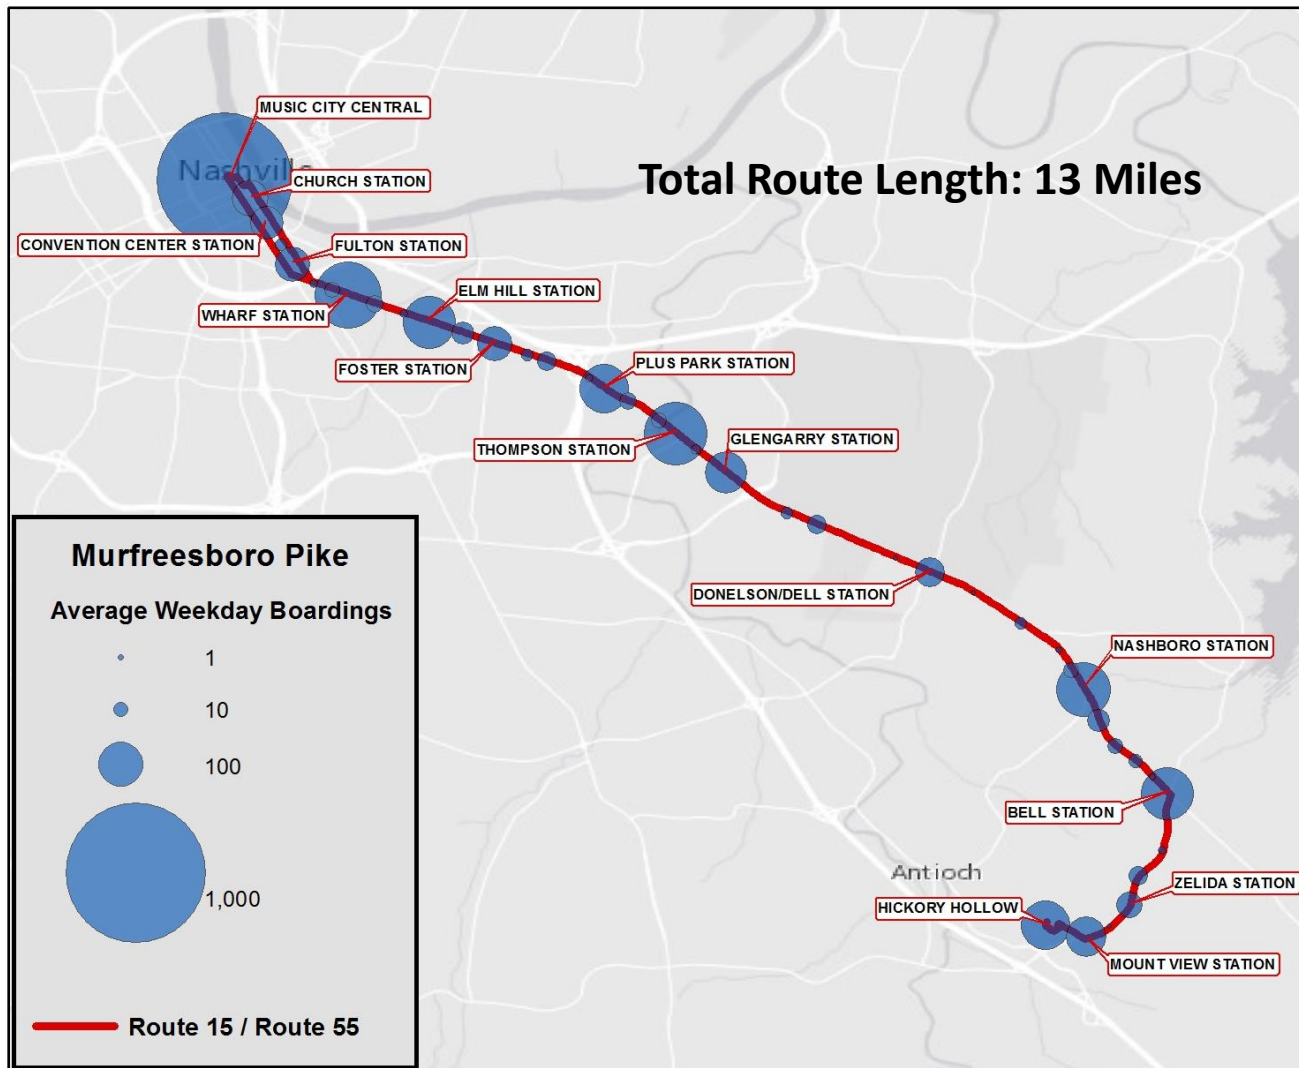 MUSIC CITY CENTRAL
Nashville
Total Route Length: 13 Miles
CHURCH STATION
CONVENTION CENTER STATION
FULTON STATION
ELM HILL STATION
WHARF STATION
FOSTER STATION
PLUS PARK STATION
GLENGARRY STATION
THOMPSON STATION
DONELSON/DELL STATION
NASHBORO STATION
BELL STATION
Antioch
ZELIDA STATION
HICKORY HOLLOW
MOUNT VIEW STATION
Murfreesboro Pike
Average Weekday Boardings
1
10
100
1,000
Route 15 / Route 55